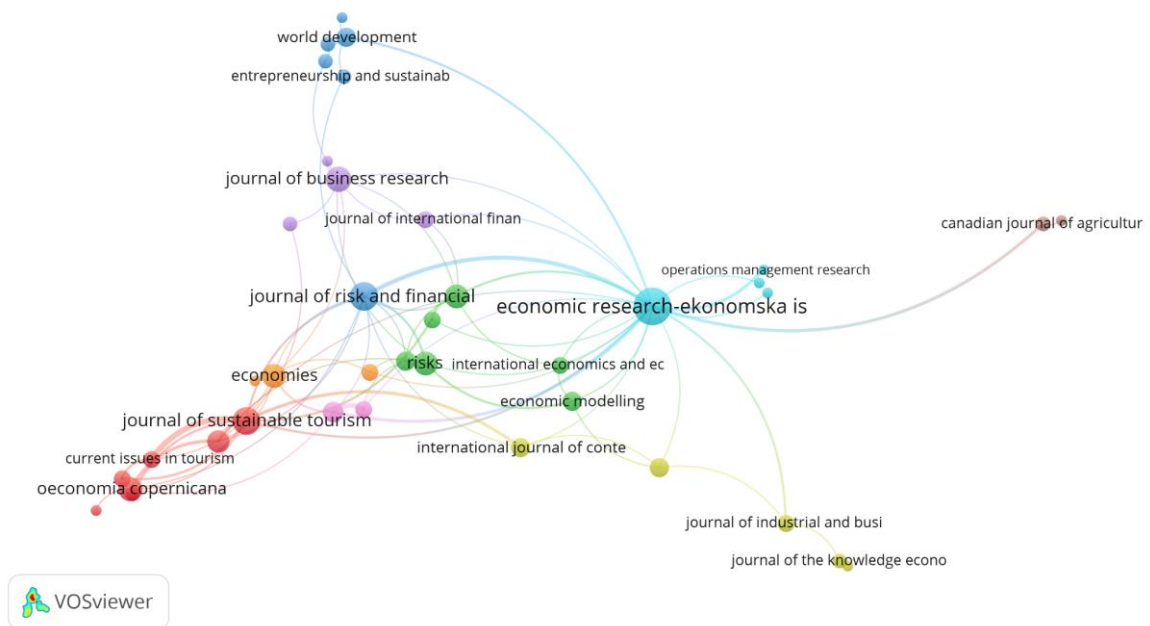 world development
entrepreneurship and sustainab
journal of business research
journal of international finan
canadian journal of agricultur
operations management research
journal of risk and financial
economic research-ekonomska is
risks
international economics and ec
economies
economic modelling
journal of sustainable tourism
international journal of conte
current issues in tourism
oeconomia copernicana
journal of industrial and busi
journal of the knowledge econo
VOSviewer